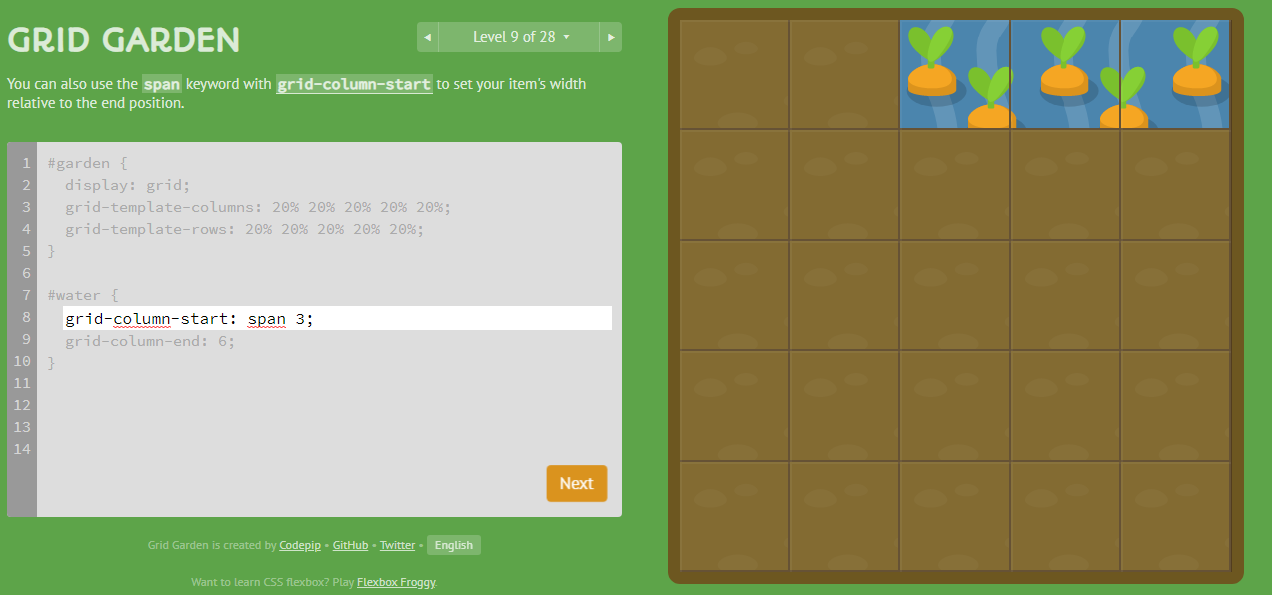 GRID GARDEN
◀ Level 9 of 28 ▾ ▶
You can also use the span keyword with grid-column-start to set your item's width
relative to the end position.
1 #garden {
2 display: grid;
3 grid-template-columns: 20% 20% 20% 20% 20%;
4 grid-template-rows: 20% 20% 20% 20% 20%;
5 }
6
7 #water {
8 grid-column-start: span 3;
9 grid-column-end: 6;
10 }
11
12
13
14
Next
Grid Garden is created by Codepip • GitHub • Twitter • English
Want to learn CSS flexbox? Play Flexbox Froggy.